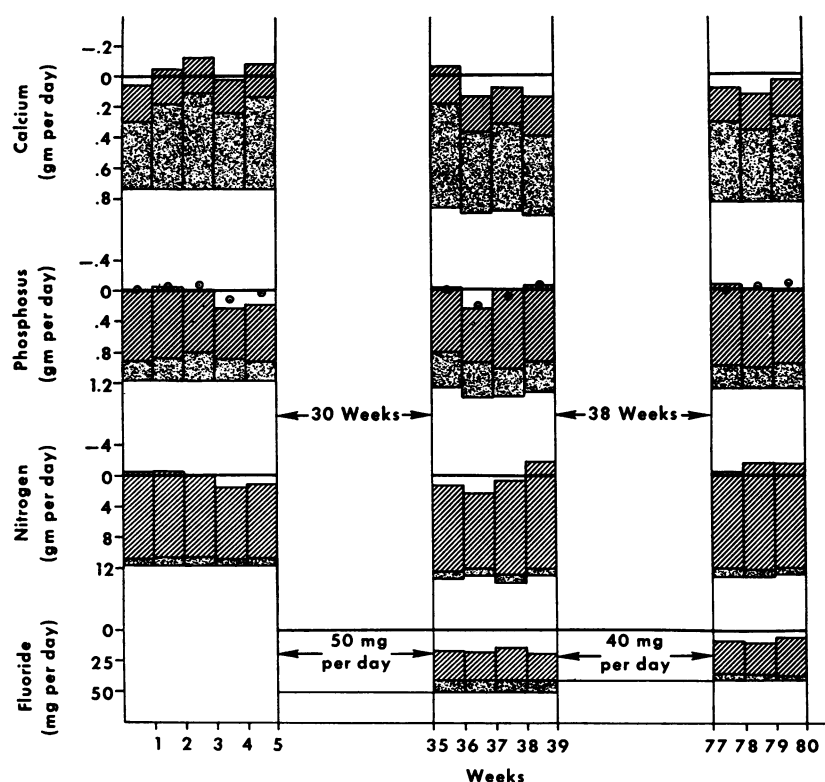 Calcium
(gm per day)
–.2
0
.2
.4
.6
.8
Phosphosus
(gm per day)
–.4
0
.4
.8
1.2
30 Weeks
38 Weeks
Nitrogen
(gm per day)
–4
0
4
8
12
Fluoride
(mg per day)
0
25
50
50 mg
per day
40 mg
per day
1 2 3 4 5 35 36 37 38 39 77 78 79 80
Weeks